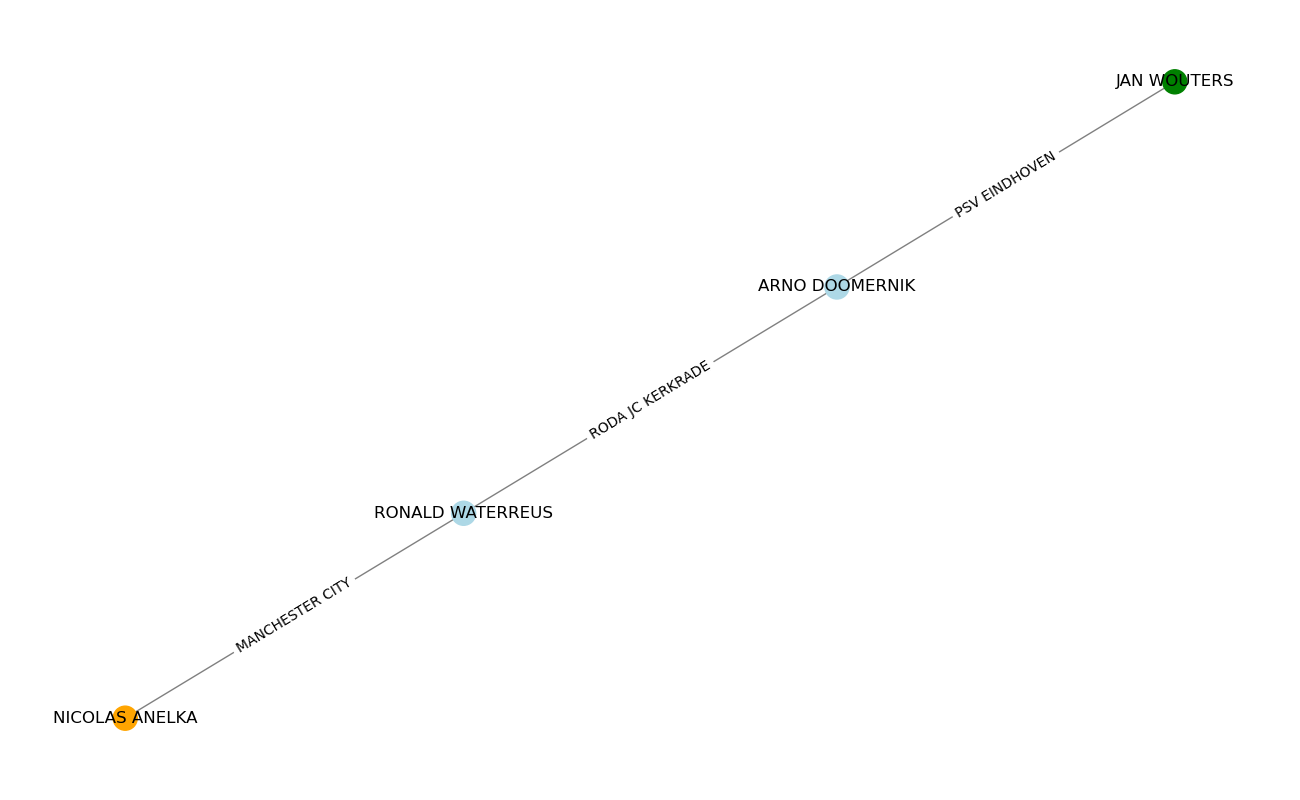 JAN WOUTERS
PSV EINDHOVEN
ARNO DOOMERNIK
RODA JC KERKRADE
RONALD WATERREUS
MANCHESTER CITY
NICOLAS ANELKA